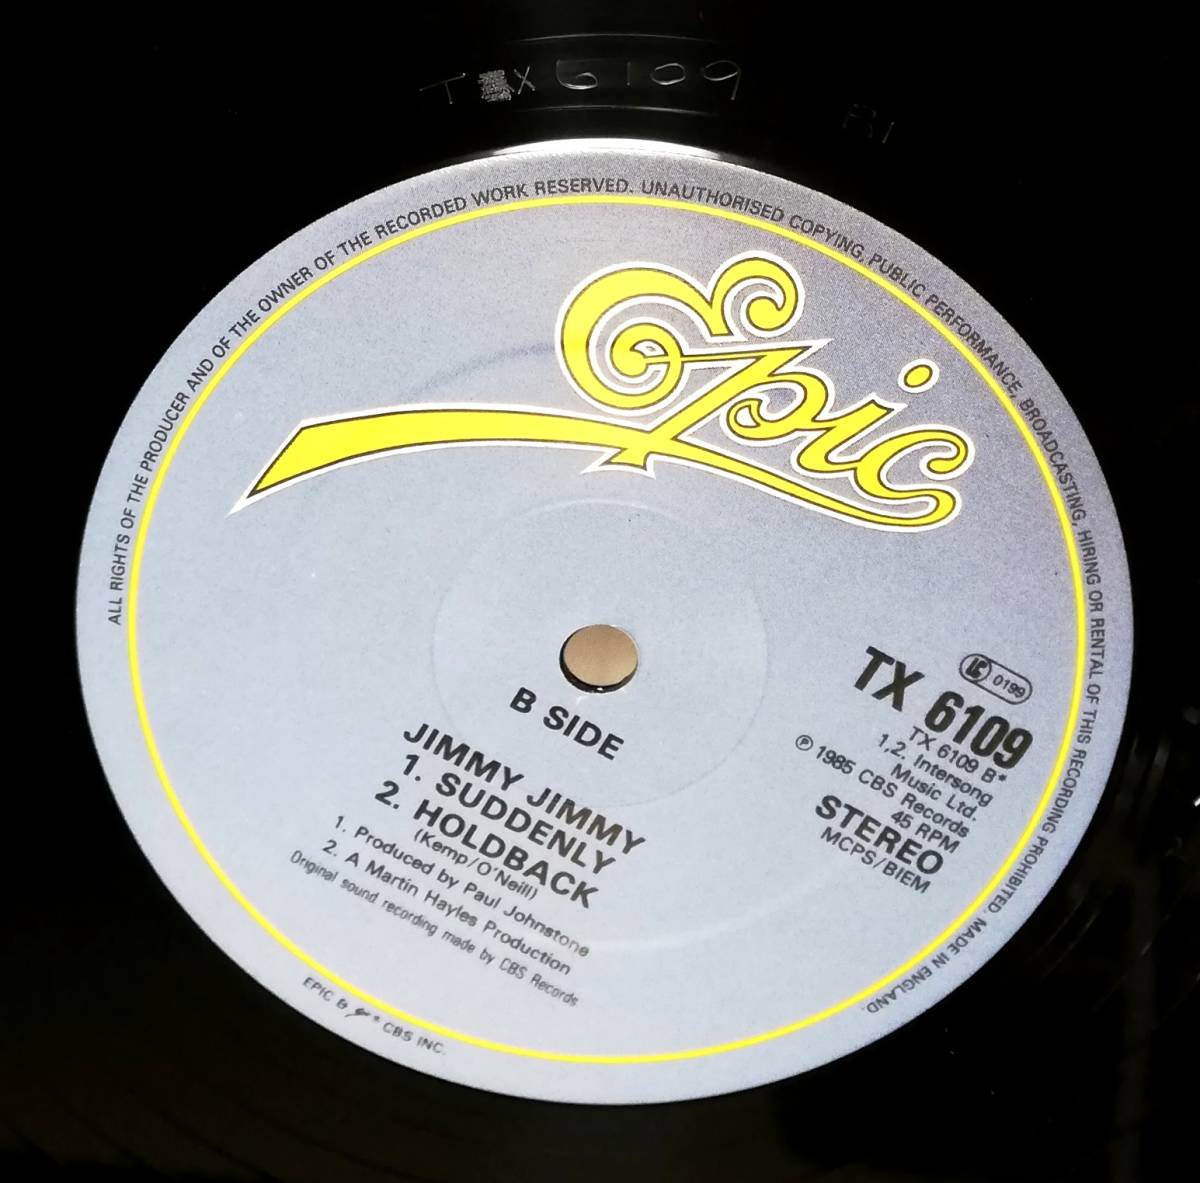 T X 6109
ALL RIGHTS OF THE PRODUCER AND OF THE OWNER OF THE RECORDED WORK RESERVED. UNAUTHORISED COPYING, PUBLIC PERFORMANCE, BROADCASTING, HIRING OR RENTAL OF THIS RECORDING PROHIBITED. MADE IN ENGLAND.
Epic
LC 0199
TX 6109
TX 6109 B*
1,2. Intersong
Music Ltd.
℗ 1985 CBS Records
45 RPM
STEREO
MCPS/BIEM
B SIDE
JIMMY JIMMY
1. SUDDENLY
2. HOLDBACK
(Kemp/O'Neill)
1. Produced by Paul Johnstone
2. A Martin Hayles Production
Original sound recording made by CBS Records
EPIC & * CBS INC.